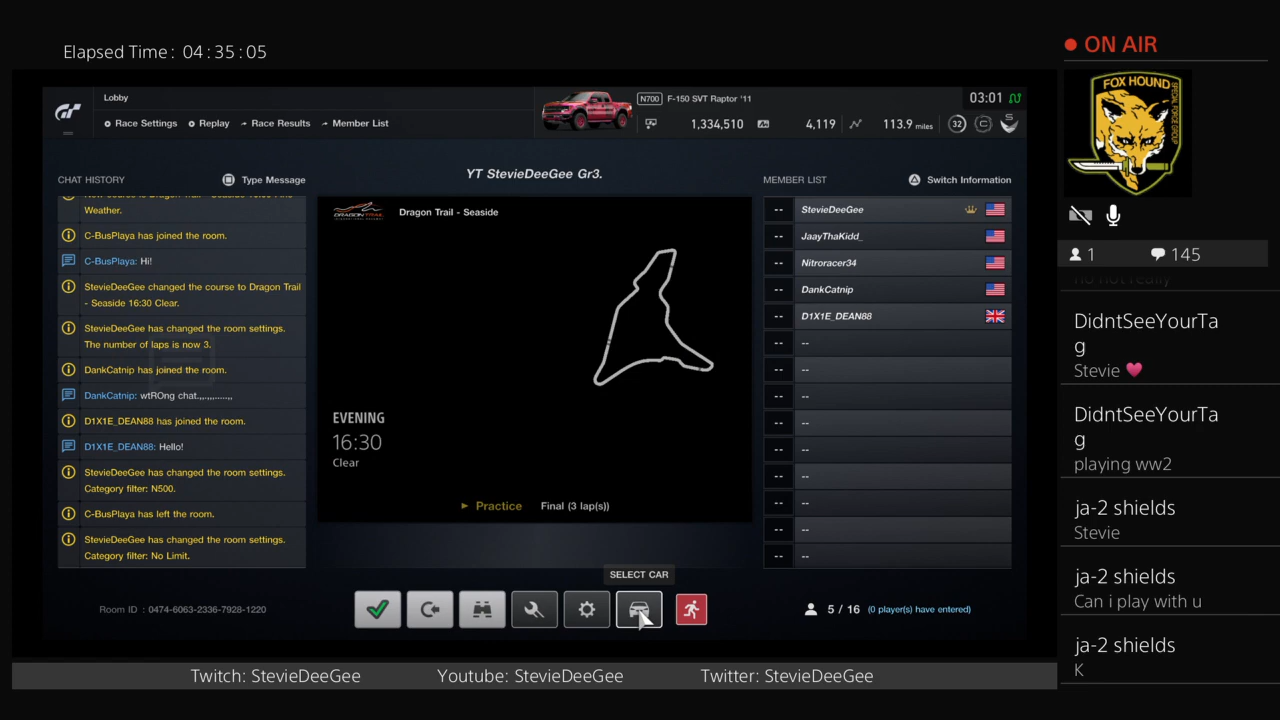 Elapsed Time: 04:35:05
ON AIR
Lobby
Race Settings
Replay
Race Results
Member List
N700
F-150 SVT Raptor '11
1,334,510
4,119
113.9 miles
32
03:01
FOX HOUND
SPECIAL FORCE GROUP
CHAT HISTORY
Type Message
YT StevieDeeGee Gr3.
MEMBER LIST
Switch Information
Weather.
C-BusPlaya has joined the room.
C-BusPlaya: Hi!
StevieDeeGee changed the course to Dragon Trail
- Seaside 16:30 Clear.
StevieDeeGee has changed the room settings.
The number of laps is now 3.
DankCatnip has joined the room.
DankCatnip: wtROng chat.,,.,,,......,,
D1X1E_DEAN88 has joined the room.
D1X1E_DEAN88: Hello!
StevieDeeGee has changed the room settings.
Category filter: N500.
C-BusPlaya has left the room.
StevieDeeGee has changed the room settings.
Category filter: No Limit.
DRAGON TRAIL
Dragon Trail - Seaside
EVENING
16:30
Clear
Practice
Final (3 lap(s))
-- StevieDeeGee
-- JaayThaKidd_
-- Nitroracer34
-- DankCatnip
-- D1X1E_DEAN88
-- --
-- --
-- --
-- --
-- --
-- --
-- --
-- --
-- --
SELECT CAR
Room ID : 0474-6063-2336-7928-1220
5 / 16
(0 player(s) have entered)
1
145
no not really
DidntSeeYourTa
g
Stevie
DidntSeeYourTa
g
playing ww2
ja-2 shields
Stevie
ja-2 shields
Can i play with u
ja-2 shields
K
Twitch: StevieDeeGee
Youtube: StevieDeeGee
Twitter: StevieDeeGee